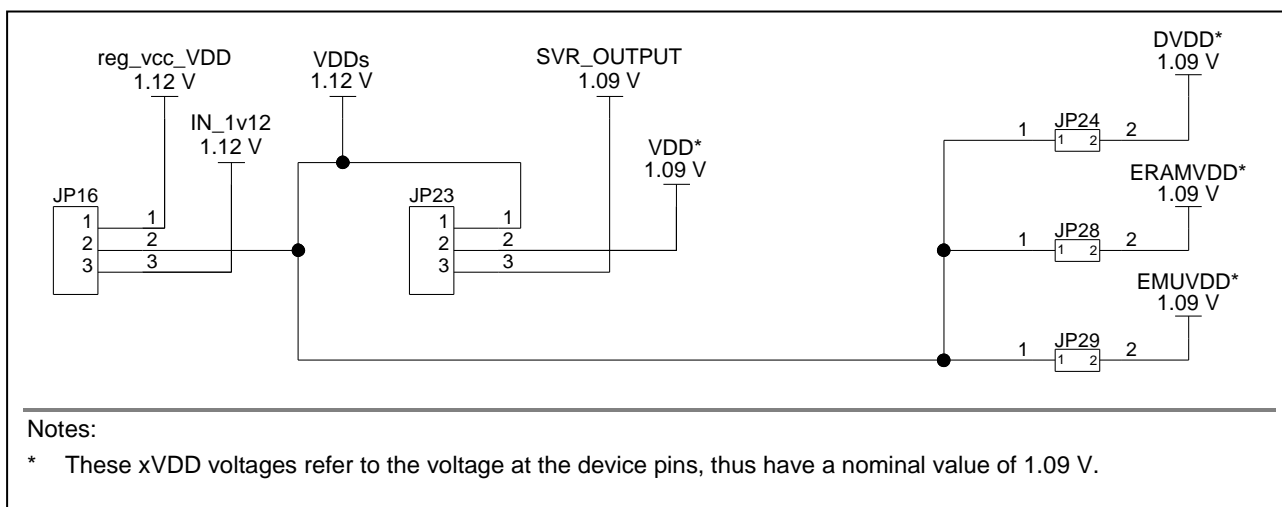 reg_vcc_VDD
1.12 V
IN_1v12
1.12 V
VDDs
1.12 V
SVR_OUTPUT
1.09 V
VDD*
1.09 V
DVDD*
1.09 V
ERAMVDD*
1.09 V
EMUVDD*
1.09 V
JP16
1 1
2 2
3 3
JP23
1 1
2 2
3 3
JP24
1 1 2 2
JP28
1 1 2 2
JP29
1 1 2 2
Notes:
* These xVDD voltages refer to the voltage at the device pins, thus have a nominal value of 1.09 V.